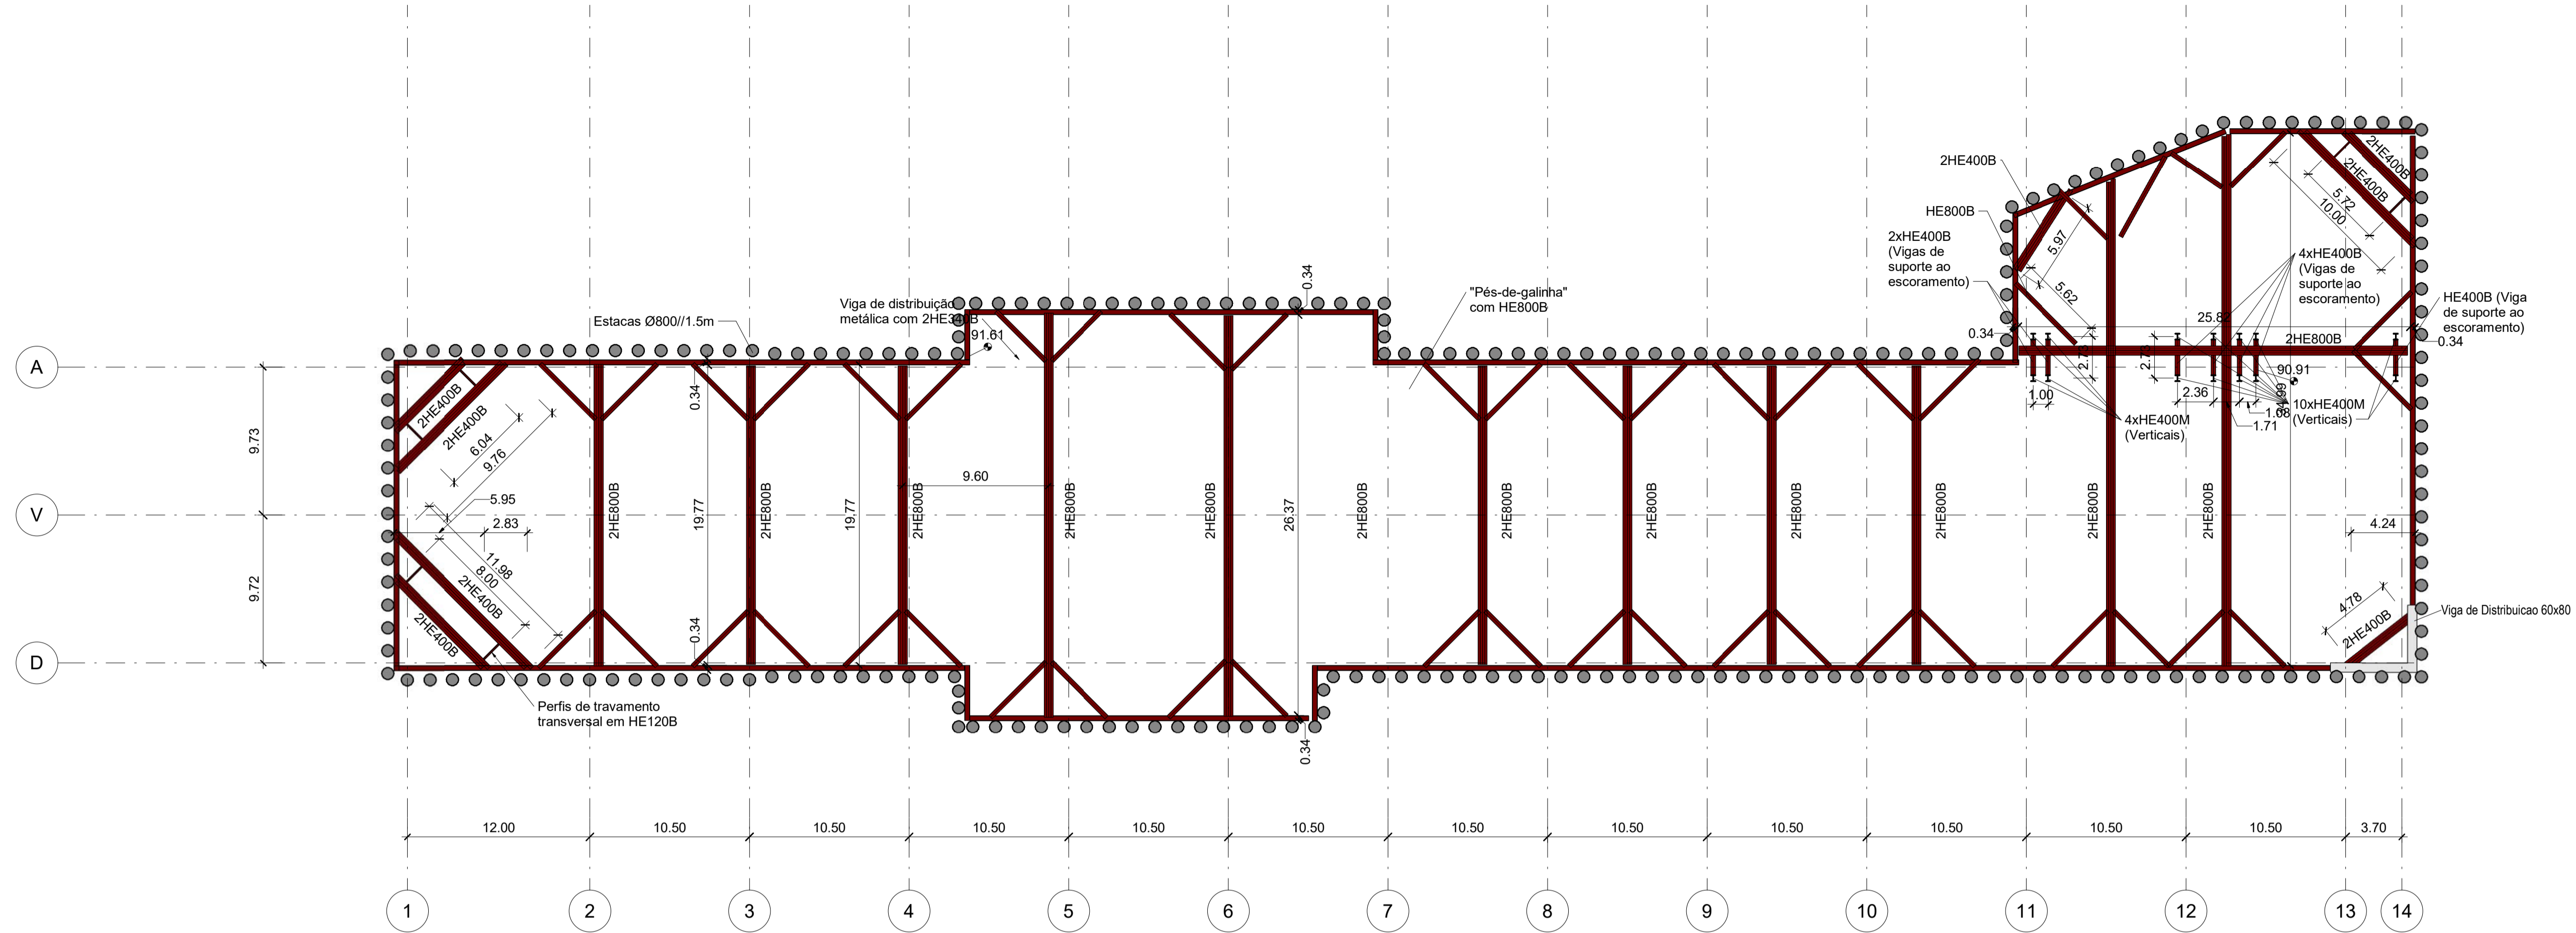 2HE400B
2HE400B
2HE400B
HE800B
5.72
10.00
2xHE400B
(Vigas de
suporte ao
escoramento)
5.97
4xHE400B
(Vigas de
suporte ao
escoramento)
5.62
0.34
"Pés-de-galinha"
com HE800B
Viga de distribuição
metálica com 2HE340B
HE400B (Viga
de suporte ao
escoramento)
25.82
Estacas Ø800//1.5m
91.61
0.34
2HE800B
0.34
A
90.91
2.36
1.00
1.08
10xHE400M
(Verticais)
1.71
4xHE400M
(Verticais)
0.34
2HE400B
2HE400B
6.04
9.76
9.73
9.60
5.95
2.83
V
19.77
19.77
26.37
2HE800B
2HE800B
2HE800B
2HE800B
2HE800B
2HE800B
2HE800B
2HE800B
2HE800B
2HE800B
2HE800B
2HE800B
4.24
11.98
8.00
2HE400B
2HE400B
9.72
0.34
4.78
2HE400B
Viga de Distribuicao 60x80
D
Perfis de travamento
transversal em HE120B
0.34
12.00
10.50
10.50
10.50
10.50
10.50
10.50
10.50
10.50
10.50
10.50
10.50
3.70
1
2
3
4
5
6
7
8
9
10
11
12
13
14